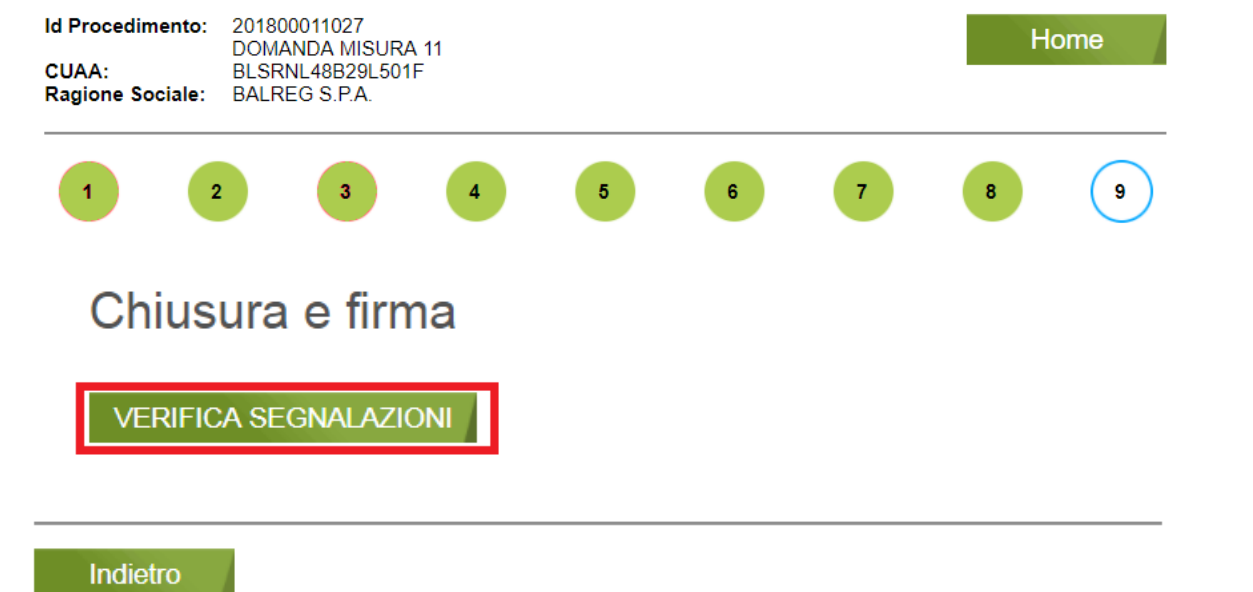 Id Procedimento: 201800011027
DOMANDA MISURA 11
CUAA: BLSRNL48B29L501F
Ragione Sociale: BALREG S.P.A.
Home
1 2 3 4 5 6 7 8 9
Chiusura e firma
VERIFICA SEGNALAZIONI
Indietro